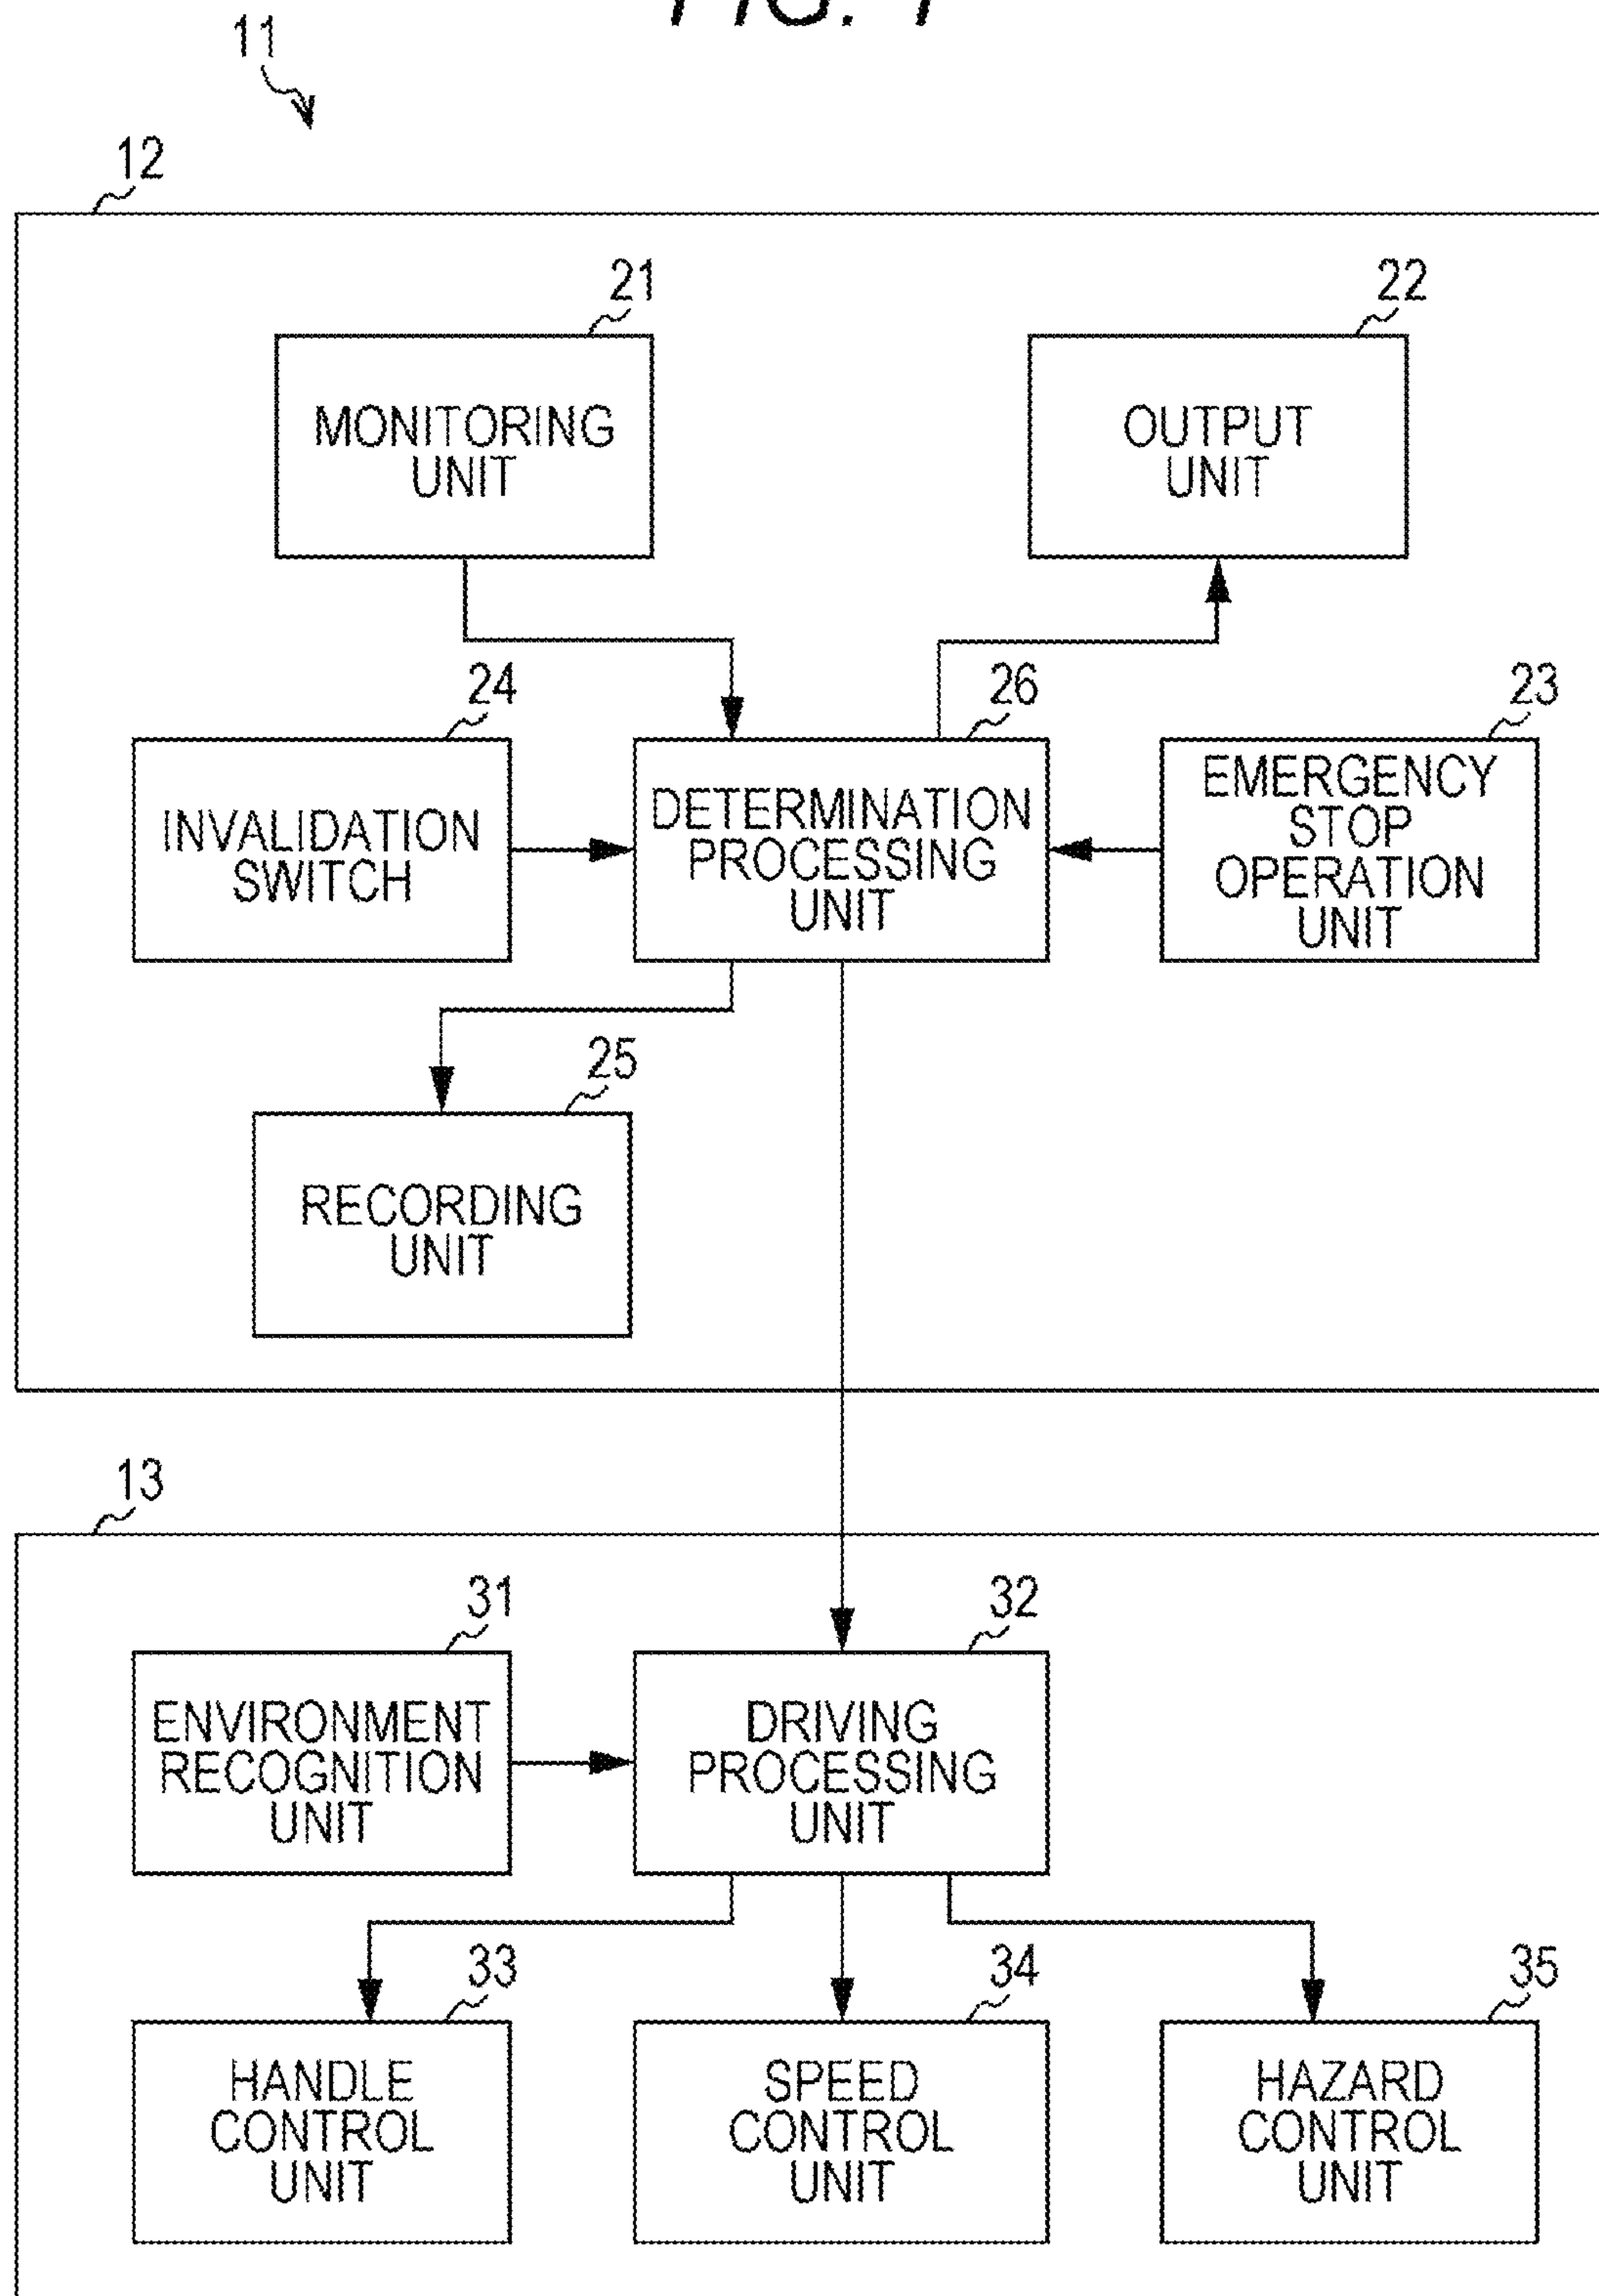 FIG. 1
11
12
21
22
MONITORING
UNIT
OUTPUT
UNIT
24
26
23
INVALIDATION
SWITCH
DETERMINATION
PROCESSING
UNIT
EMERGENCY
STOP
OPERATION
UNIT
25
RECORDING
UNIT
13
31
32
ENVIRONMENT
RECOGNITION
UNIT
DRIVING
PROCESSING
UNIT
33
34
35
HANDLE
CONTROL
UNIT
SPEED
CONTROL
UNIT
HAZARD
CONTROL
UNIT